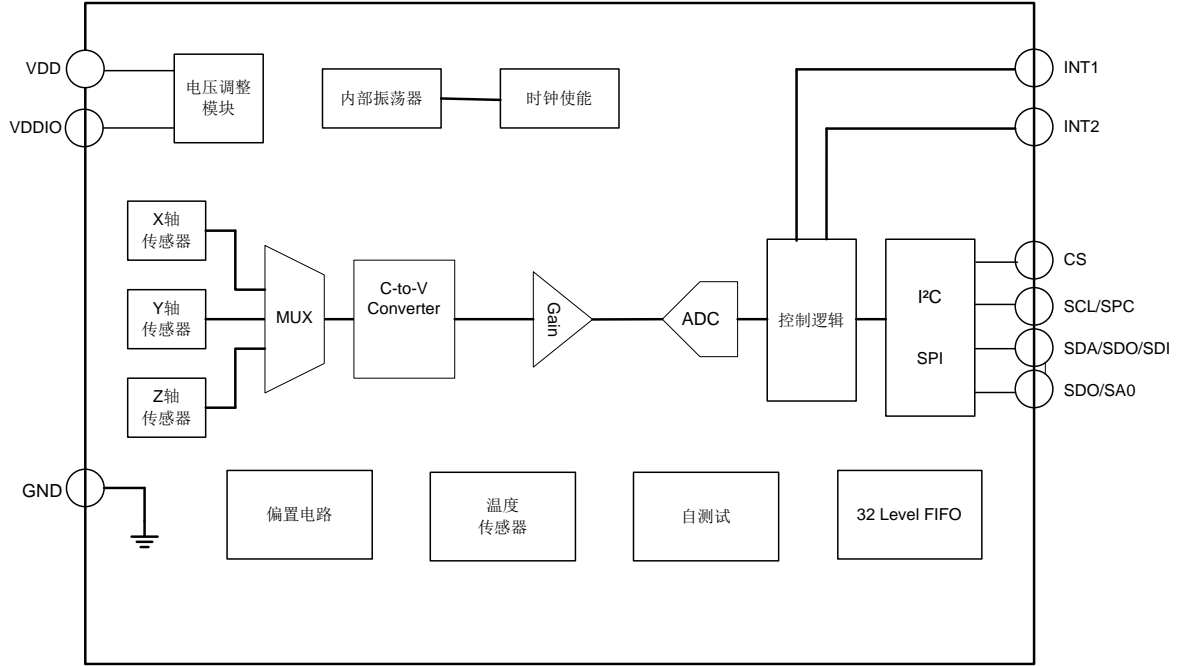 VDD
VDDIO
电压调整
模块
内部振荡器
时钟使能
INT1
INT2
X轴
传感器
Y轴
传感器
Z轴
传感器
MUX
C-to-V
Converter
Gain
ADC
控制逻辑
I²C
SPI
CS
SCL/SPC
SDA/SDO/SDI
SDO/SA0
GND
偏置电路
温度
传感器
自测试
32 Level FIFO